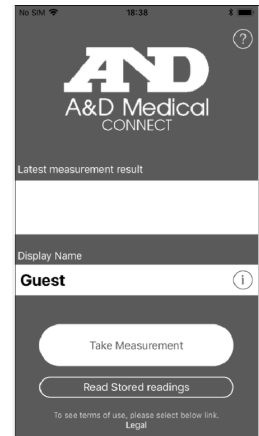 No SIM 18:38
?
AND
A&D Medical
CONNECT
Latest measurement result
Display Name
Guest i
Take Measurement
Read Stored readings
To see terms of use, please select below link.
Legal